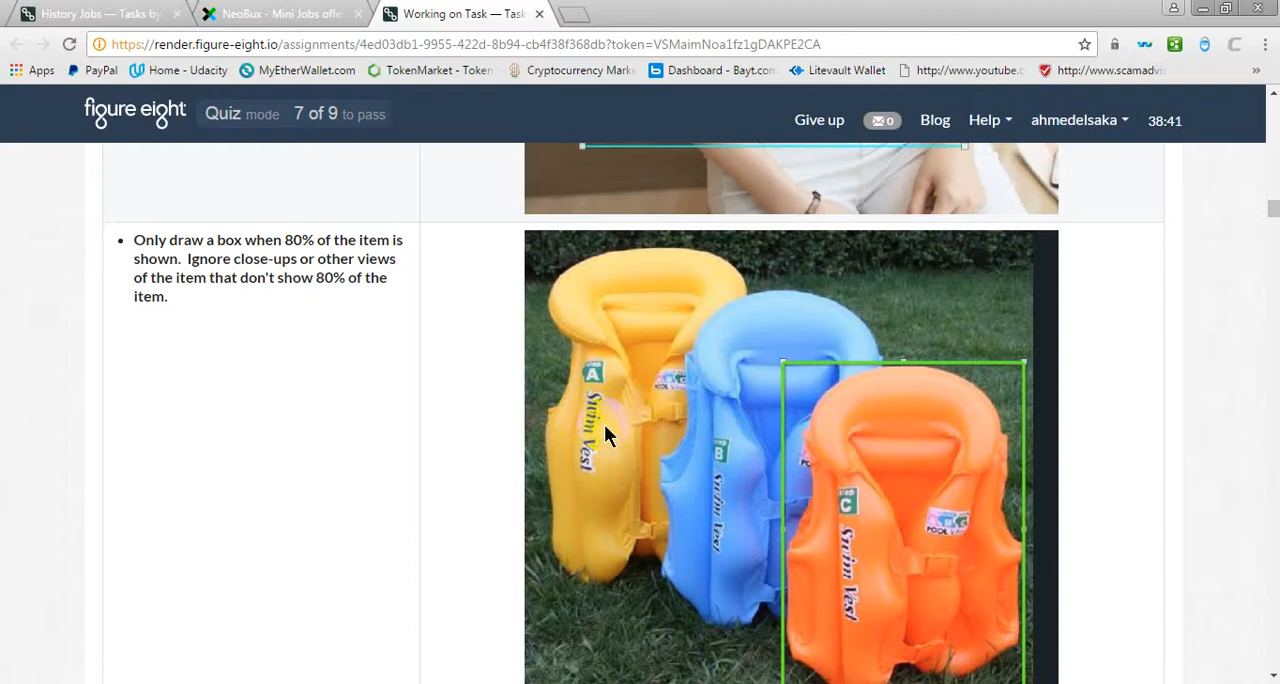 History Jobs — Tasks by
NeoBux - Mini Jobs offe
Working on Task — Task
https://render.figure-eight.io/assignments/4ed03db1-9955-422d-8b94-cb4f38f368db?token=VSMaimNoa1fz1gDAKPE2CA
Apps PayPal Home - Udacity MyEtherWallet.com TokenMarket - Token Cryptocurrency Marke Dashboard - Bayt.com Litevault Wallet http://www.youtube.c http://www.scamadvis »
figure eight Quiz mode 7 of 9 to pass Give up 0 Blog Help ahmedelsaka 38:41
Only draw a box when 80% of the item is
shown. Ignore close-ups or other views
of the item that don't show 80% of the
item.
A
Swim Vest
B
Swim Vest
C
Swim Vest
POOL